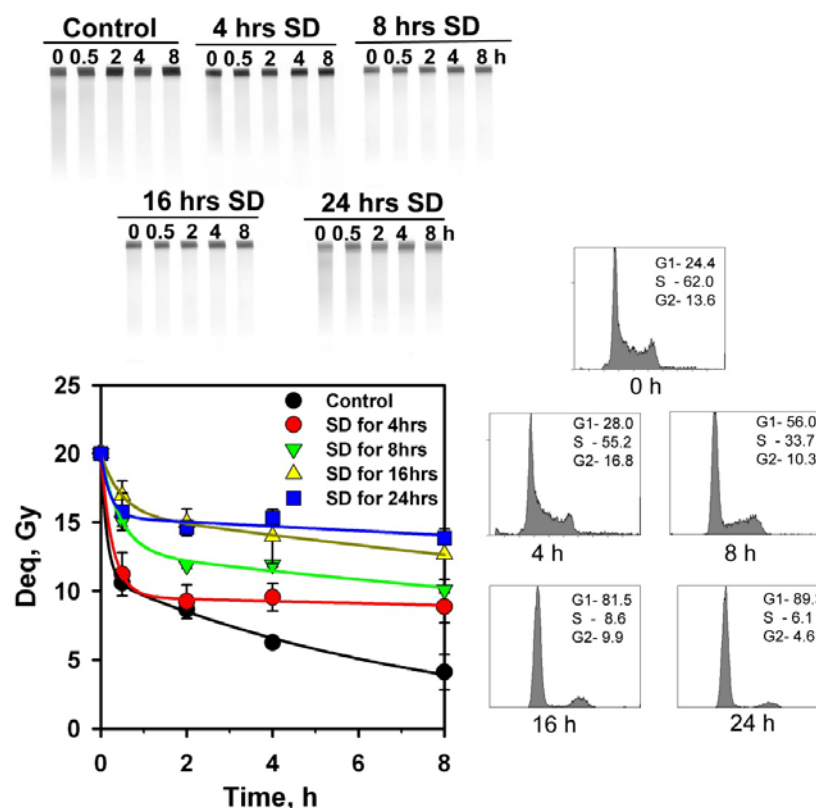 Control
4 hrs SD
8 hrs SD
0 0.5 2 4 8
0 0.5 2 4 8
0 0.5 2 4 8 h
16 hrs SD
24 hrs SD
0 0.5 2 4 8
0 0.5 2 4 8 h
G1- 24.4
S - 62.0
G2- 13.6
0 h
25
20
15
10
5
0
Deq, Gy
0 2 4 6 8
Time, h
Control
SD for 4hrs
SD for 8hrs
SD for 16hrs
SD for 24hrs
G1- 28.0
S - 55.2
G2- 16.8
4 h
G1- 56.0
S - 33.7
G2- 10.3
8 h
G1- 81.5
S - 8.6
G2- 9.9
16 h
G1- 89.3
S - 6.1
G2- 4.6
24 h